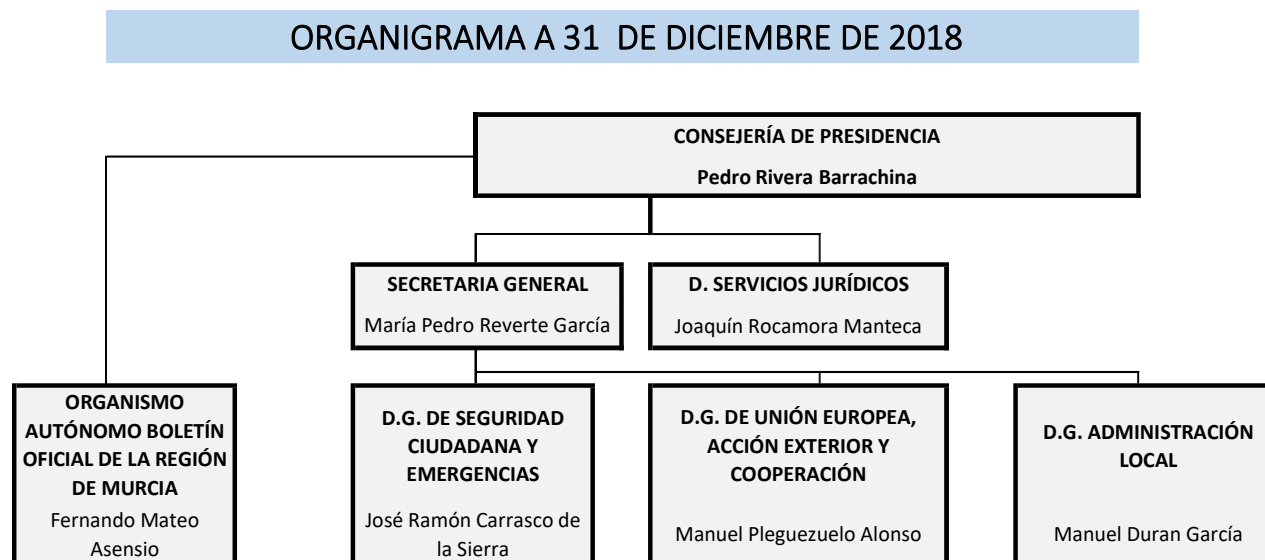 ORGANIGRAMA A 31 DE DICIEMBRE DE 2018
CONSEJERÍA DE PRESIDENCIA
Pedro Rivera Barrachina
SECRETARIA GENERAL
María Pedro Reverte García
D. SERVICIOS JURÍDICOS
Joaquín Rocamora Manteca
ORGANISMO
AUTÓNOMO BOLETÍN
OFICIAL DE LA REGIÓN
DE MURCIA
Fernando Mateo
Asensio
D.G. DE SEGURIDAD
CIUDADANA Y
EMERGENCIAS
José Ramón Carrasco de
la Sierra
D.G. DE UNIÓN EUROPEA,
ACCIÓN EXTERIOR Y
COOPERACIÓN
Manuel Pleguezuelo Alonso
D.G. ADMINISTRACIÓN
LOCAL
Manuel Duran García